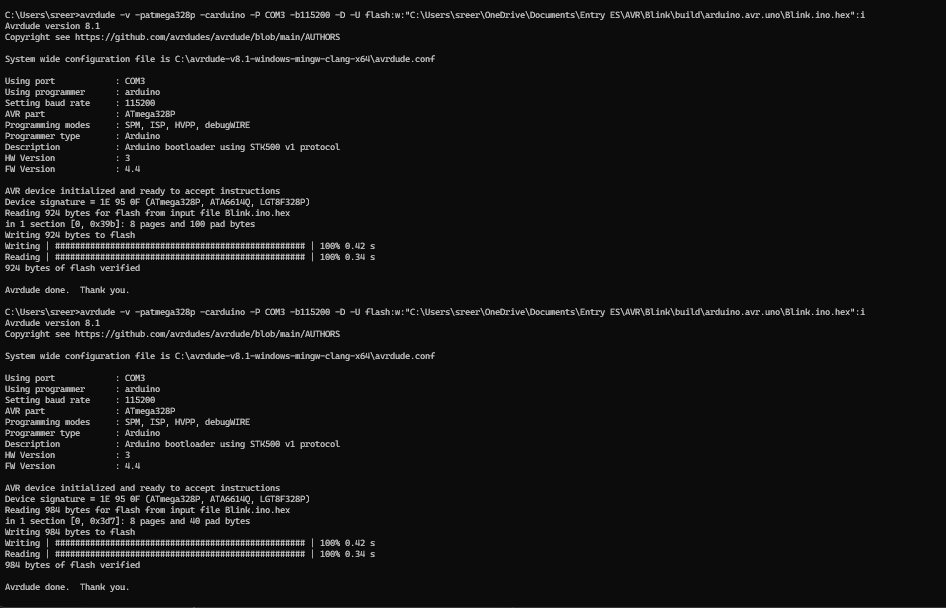 C:\Users\sreer>avrdude -v -patmega328p -carduino -P COM3 -b115200 -D -U flash:w:"C:\Users\sreer\OneDrive\Documents\Entry ES\AVR\Blink\build\arduino.avr.uno\Blink.ino.hex":i
Avrdude version 8.1
Copyright see https://github.com/avrdudes/avrdude/blob/main/AUTHORS
System wide configuration file is C:\avrdude-v8.1-windows-mingw-clang-x64\avrdude.conf
Using port : COM3
Using programmer : arduino
Setting baud rate : 115200
AVR part : ATmega328P
Programming modes : SPM, ISP, HVPP, debugWIRE
Programmer type : Arduino
Description : Arduino bootloader using STK500 v1 protocol
HW Version : 3
FW Version : 4.4
AVR device initialized and ready to accept instructions
Device signature = 1E 95 0F (ATmega328P, ATA6614Q, LGT8F328P)
Reading 924 bytes for flash from input file Blink.ino.hex
in 1 section [0, 0x39b]: 8 pages and 100 pad bytes
Writing 924 bytes to flash
Writing | ################################################## | 100% 0.42 s
Reading | ################################################## | 100% 0.34 s
924 bytes of flash verified
Avrdude done. Thank you.
C:\Users\sreer>avrdude -v -patmega328p -carduino -P COM3 -b115200 -D -U flash:w:"C:\Users\sreer\OneDrive\Documents\Entry ES\AVR\Blink\build\arduino.avr.uno\Blink.ino.hex":i
Avrdude version 8.1
Copyright see https://github.com/avrdudes/avrdude/blob/main/AUTHORS
System wide configuration file is C:\avrdude-v8.1-windows-mingw-clang-x64\avrdude.conf
Using port : COM3
Using programmer : arduino
Setting baud rate : 115200
AVR part : ATmega328P
Programming modes : SPM, ISP, HVPP, debugWIRE
Programmer type : Arduino
Description : Arduino bootloader using STK500 v1 protocol
HW Version : 3
FW Version : 4.4
AVR device initialized and ready to accept instructions
Device signature = 1E 95 0F (ATmega328P, ATA6614Q, LGT8F328P)
Reading 984 bytes for flash from input file Blink.ino.hex
in 1 section [0, 0x3d7]: 8 pages and 40 pad bytes
Writing 984 bytes to flash
Writing | ################################################## | 100% 0.42 s
Reading | ################################################## | 100% 0.34 s
984 bytes of flash verified
Avrdude done. Thank you.